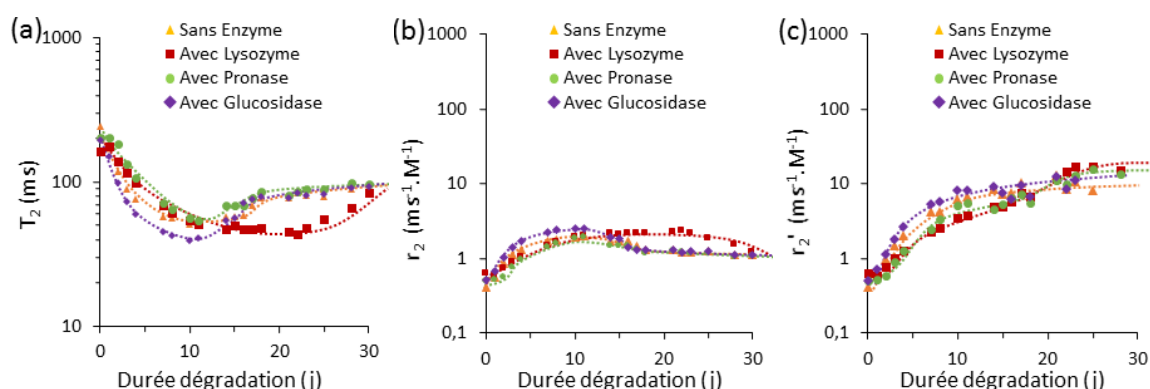 (a)
1000
100
10
T2 (ms)
0
10
20
30
Durée dégradation (j)
Sans Enzyme
Avec Lysozyme
Avec Pronase
Avec Glucosidase
(b)
1000
100
10
1
0,1
r2 (ms-1.M-1)
0
10
20
30
Durée dégradation (j)
Sans Enzyme
Avec Lysozyme
Avec Pronase
Avec Glucosidase
(c)
1000
100
10
1
0,1
r2' (ms-1.M-1)
0
10
20
30
Durée dégradation (j)
Sans Enzyme
Avec Lysozyme
Avec Pronase
Avec Glucosidase